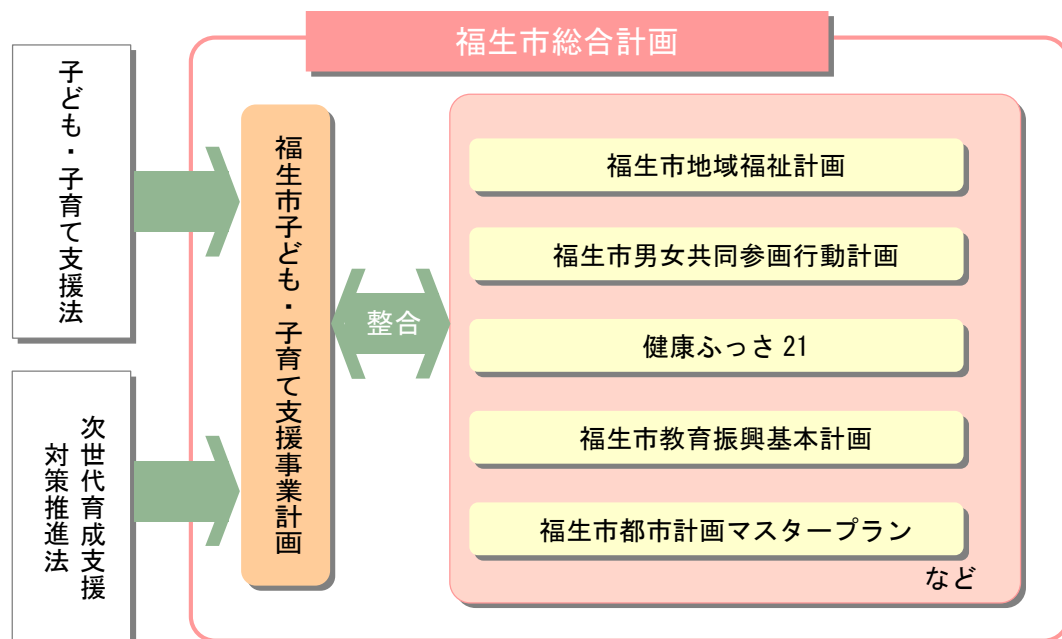 福生市総合計画
子ども・子育て支援法
次世代育成支援
対策推進法
福生市子ども・子育て支援事業計画
整合
福生市地域福祉計画
福生市男女共同参画行動計画
健康ふっさ 21
福生市教育振興基本計画
福生市都市計画マスタープラン
など